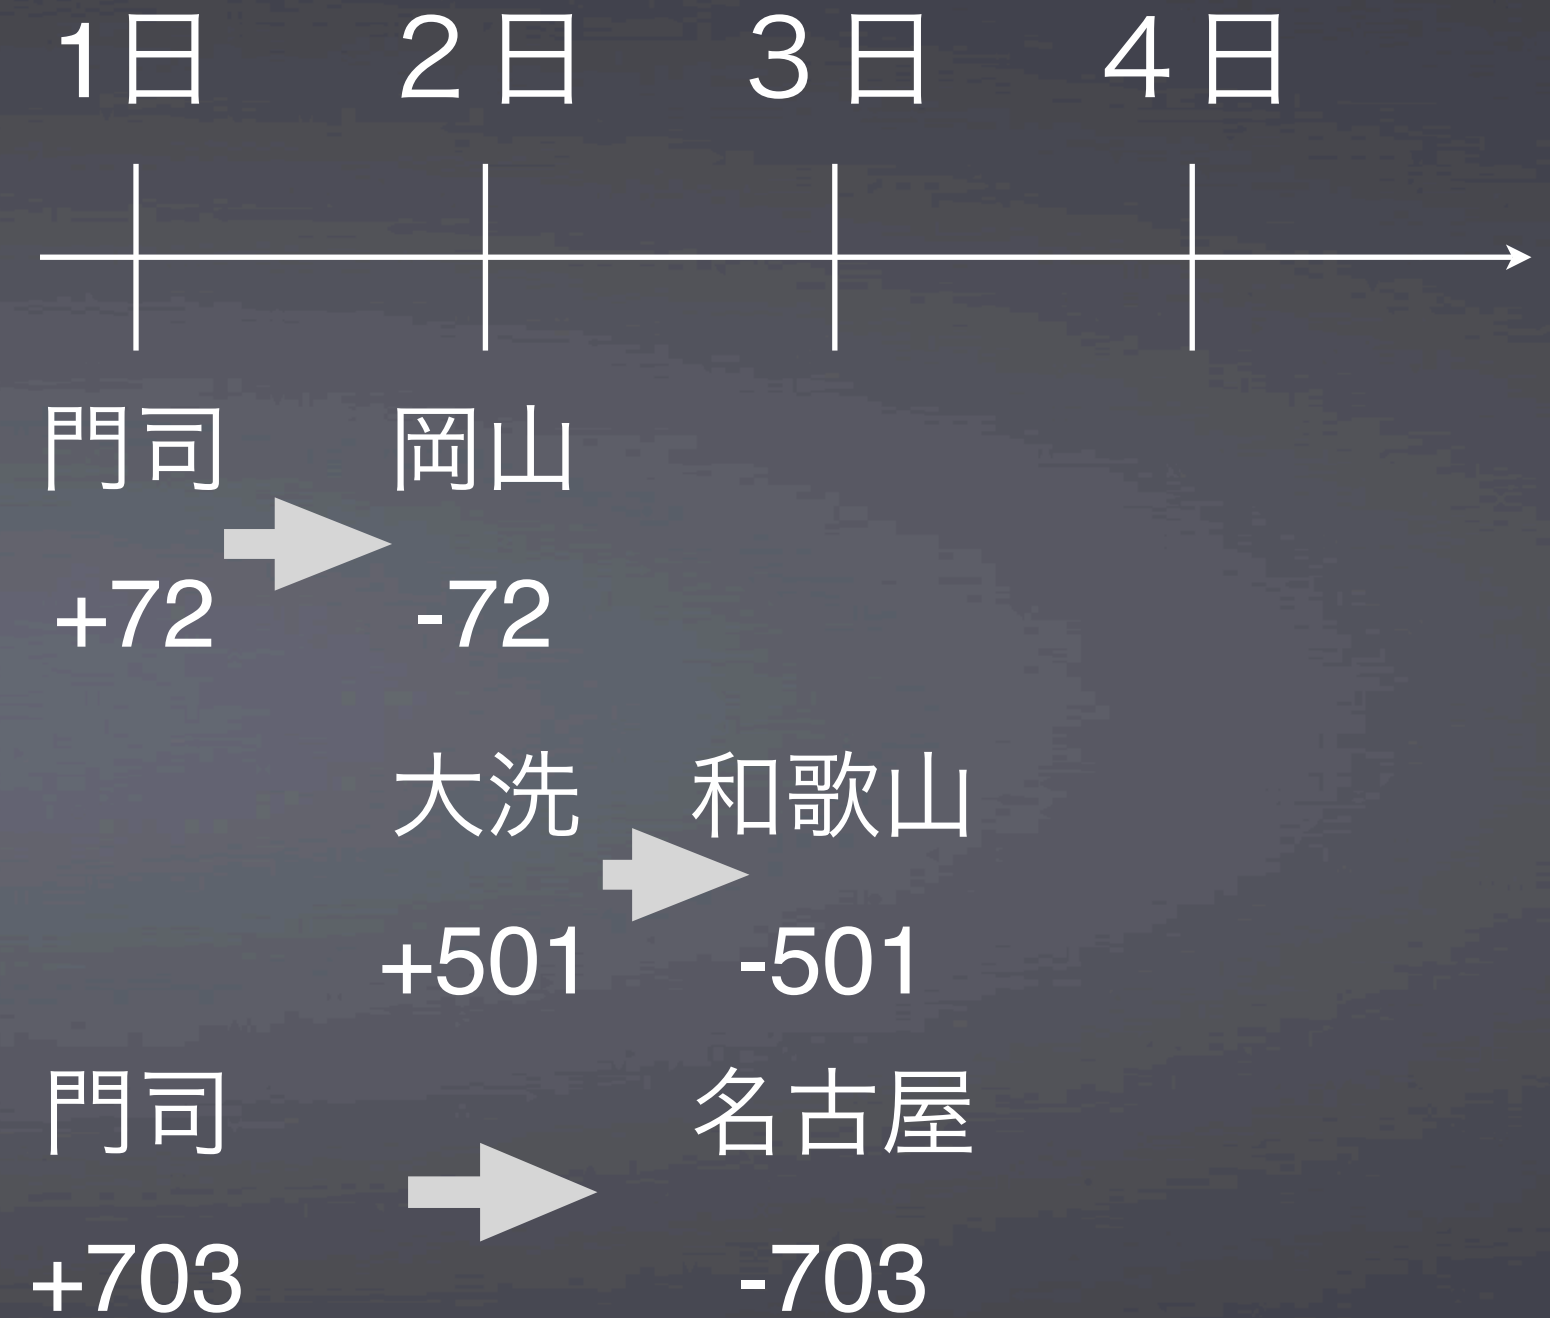 1日 ２日 ３日 ４日
門司 岡山
+72 -72
大洗 和歌山
+501 -501
門司 名古屋
+703 -703